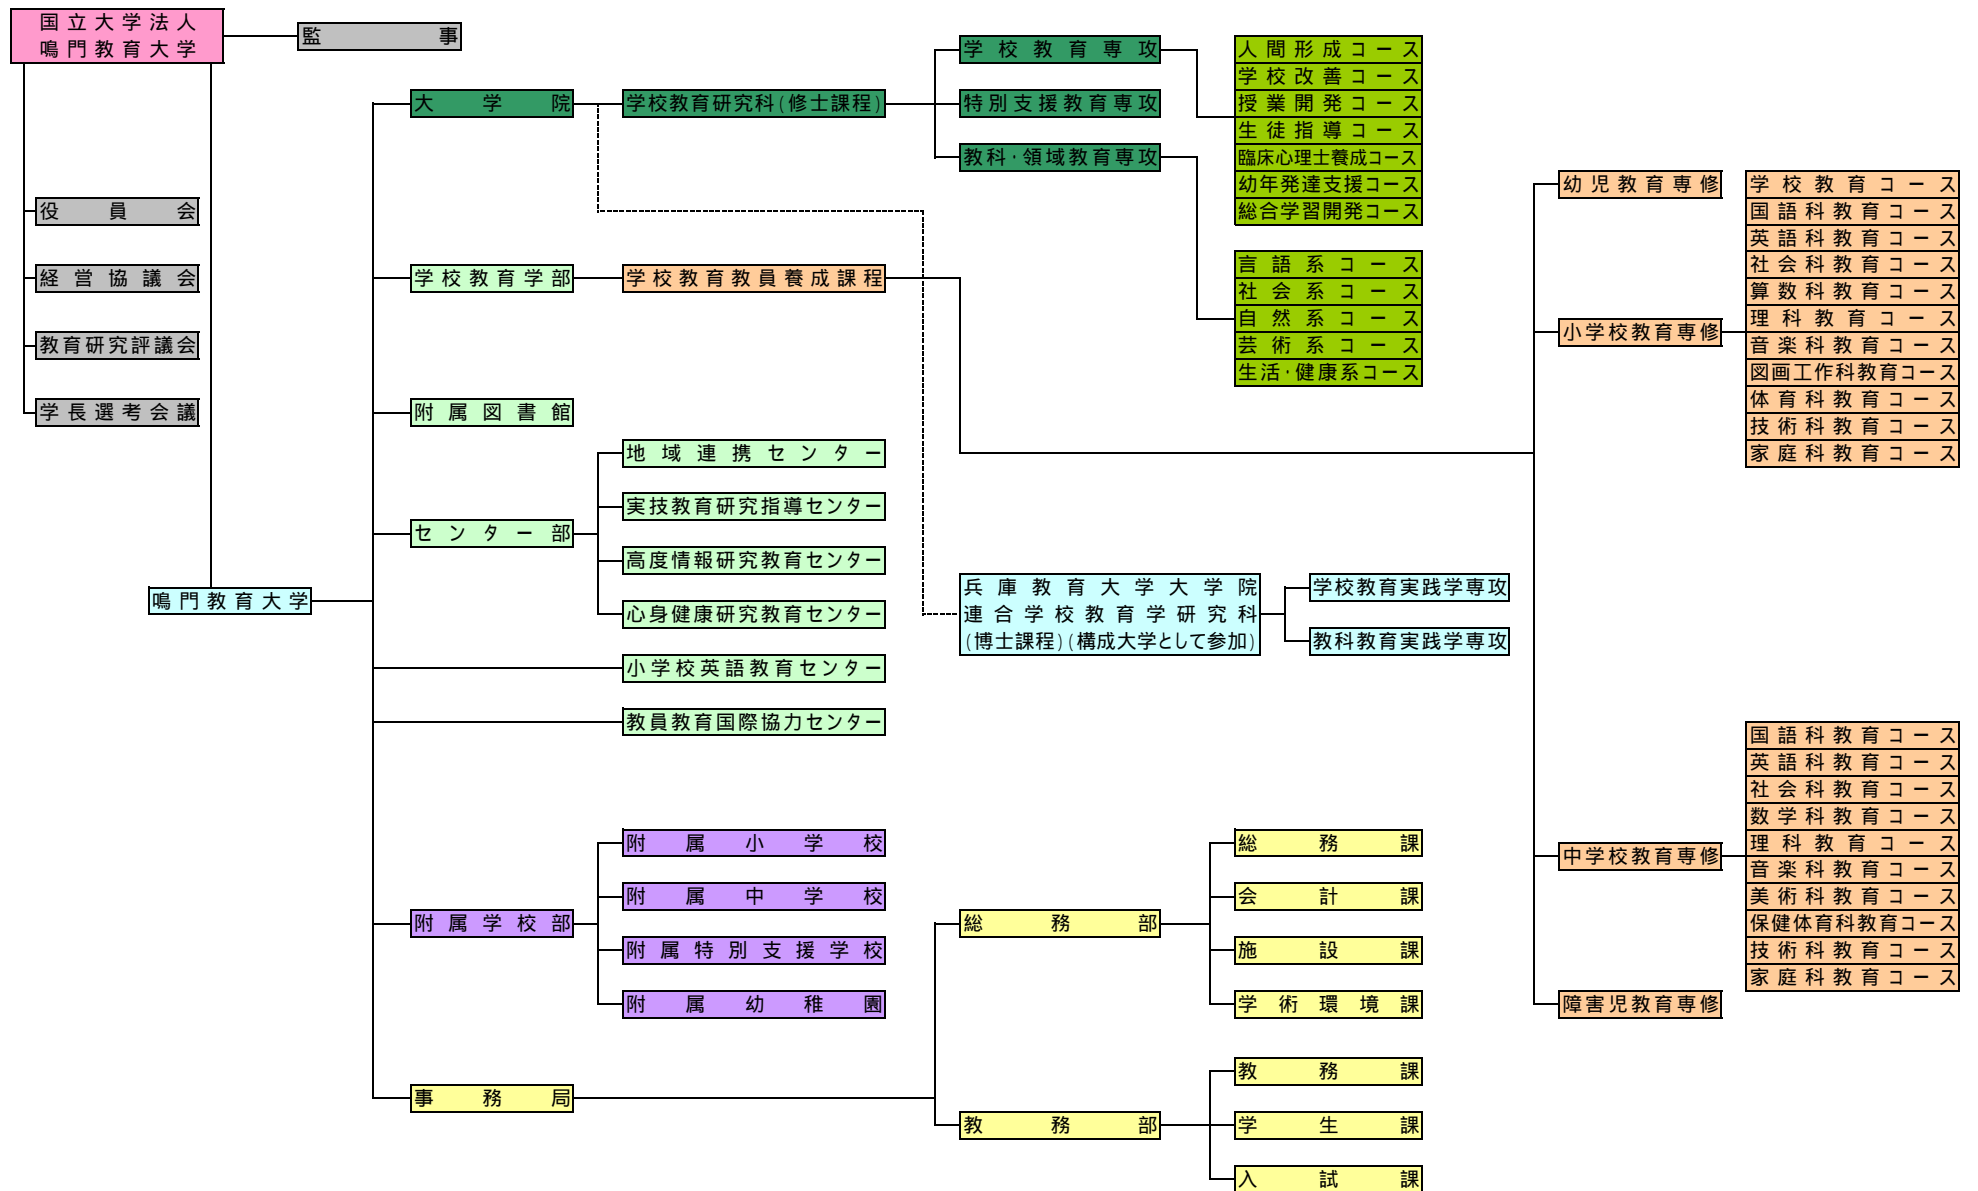 国立大学法人
鳴門教育大学
監事
役員会
経営協議会
教育研究評議会
学長選考会議
鳴門教育大学
大学院
学校教育研究科(修士課程)
学校教育専攻
特別支援教育専攻
教科・領域教育専攻
人間形成コース
学校改善コース
授業開発コース
生徒指導コース
臨床心理士養成コース
幼年発達支援コース
総合学習開発コース
言語系コース
社会系コース
自然系コース
芸術系コース
生活・健康系コース
兵庫教育大学大学院
連合学校教育学研究科
(博士課程)(構成大学として参加)
学校教育実践学専攻
教科教育実践学専攻
学校教育学部
学校教育教員養成課程
幼児教育専修
小学校教育専修
学校教育コース
国語科教育コース
英語科教育コース
社会科教育コース
算数科教育コース
理科教育コース
音楽科教育コース
図画工作科教育コース
体育科教育コース
技術科教育コース
家庭科教育コース
中学校教育専修
国語科教育コース
英語科教育コース
社会科教育コース
数学科教育コース
理科教育コース
音楽科教育コース
美術科教育コース
保健体育科教育コース
技術科教育コース
家庭科教育コース
障害児教育専修
附属図書館
センター部
地域連携センター
実技教育研究指導センター
高度情報研究教育センター
心身健康研究教育センター
小学校英語教育センター
教員教育国際協力センター
附属学校部
附属小学校
附属中学校
附属特別支援学校
附属幼稚園
事務局
総務部
総務課
会計課
施設課
学術環境課
教務部
教務課
学生課
入試課